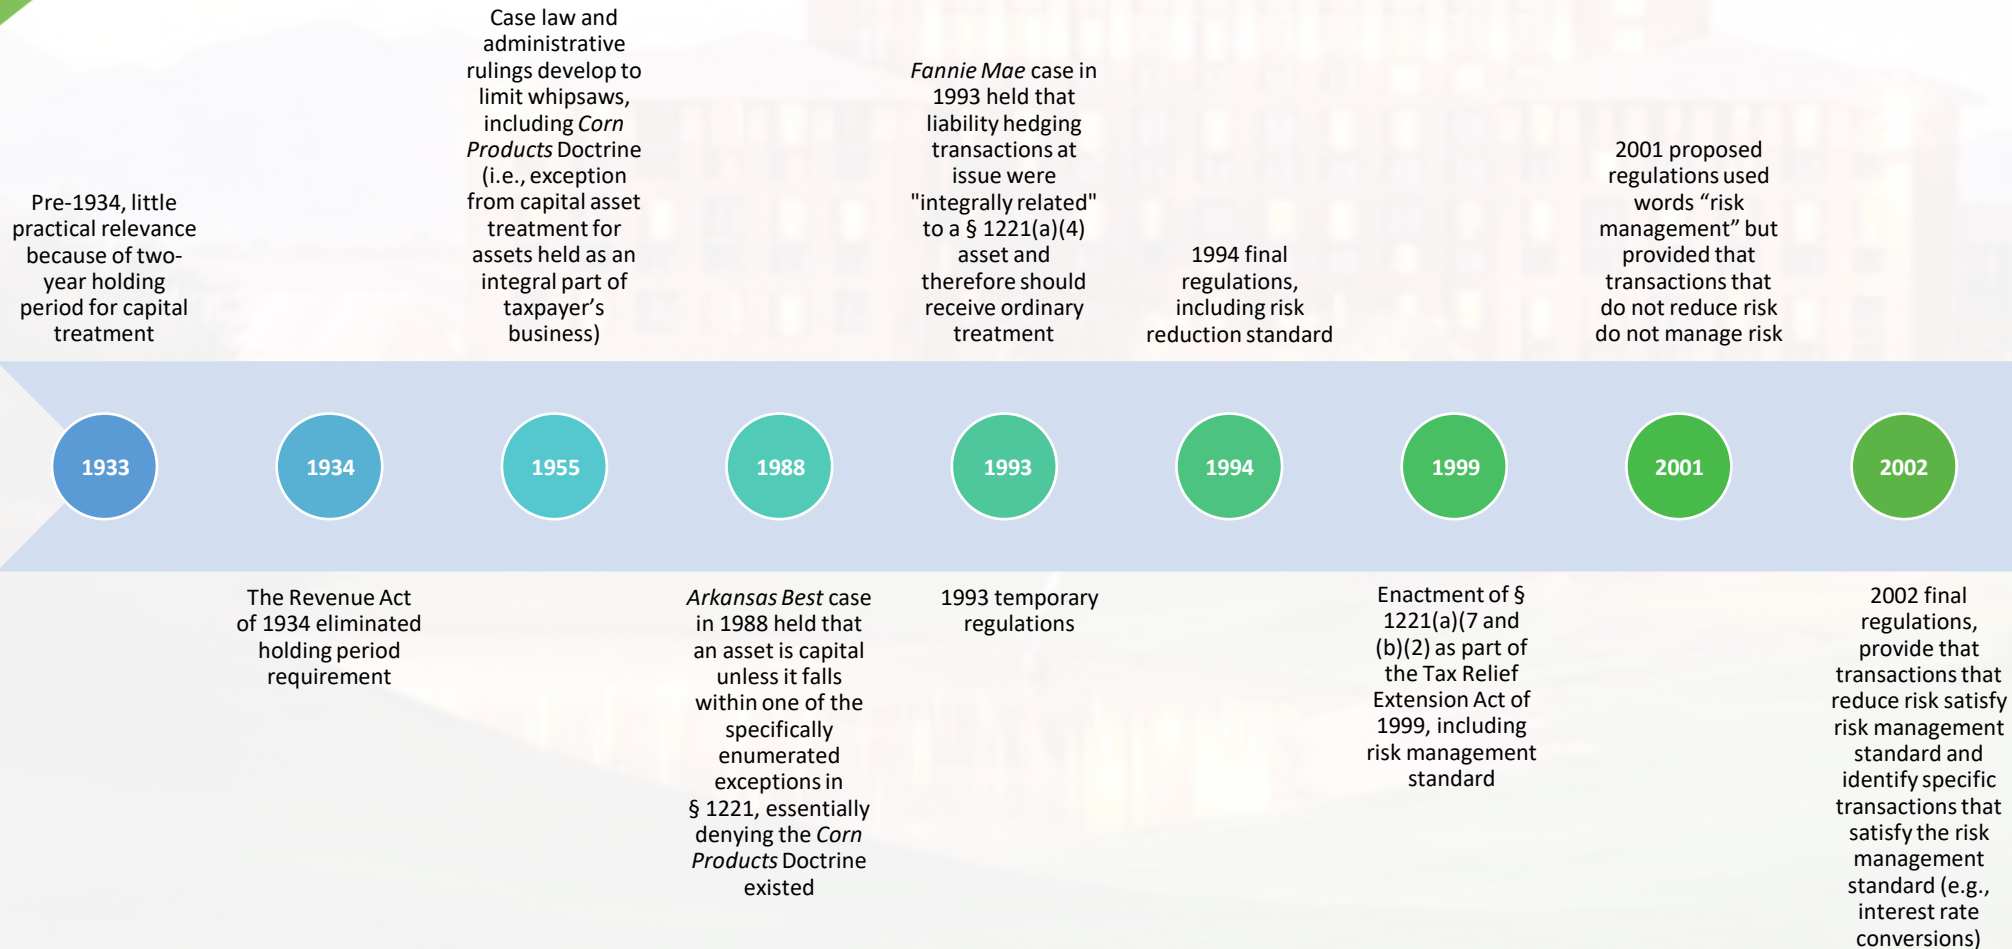 Pre-1934, little
practical relevance
because of two-
year holding
period for capital
treatment
1933
1934
The Revenue Act
of 1934 eliminated
holding period
requirement
Case law and
administrative
rulings develop to
limit whipsaws,
including Corn
Products Doctrine
(i.e., exception
from capital asset
treatment for
assets held as an
integral part of
taxpayer’s
business)
1955
1988
Arkansas Best case
in 1988 held that
an asset is capital
unless it falls
within one of the
specifically
enumerated
exceptions in
§ 1221, essentially
denying the Corn
Products Doctrine
existed
Fannie Mae case in
1993 held that
liability hedging
transactions at
issue were
"integrally related"
to a § 1221(a)(4)
asset and
therefore should
receive ordinary
treatment
1993
1993 temporary
regulations
1994 final
regulations,
including risk
reduction standard
1994
1999
Enactment of §
1221(a)(7 and
(b)(2) as part of
the Tax Relief
Extension Act of
1999, including
risk management
standard
2001 proposed
regulations used
words “risk
management” but
provided that
transactions that
do not reduce risk
do not manage risk
2001
2002
2002 final
regulations,
provide that
transactions that
reduce risk satisfy
risk management
standard and
identify specific
transactions that
satisfy the risk
management
standard (e.g.,
interest rate
conversions)